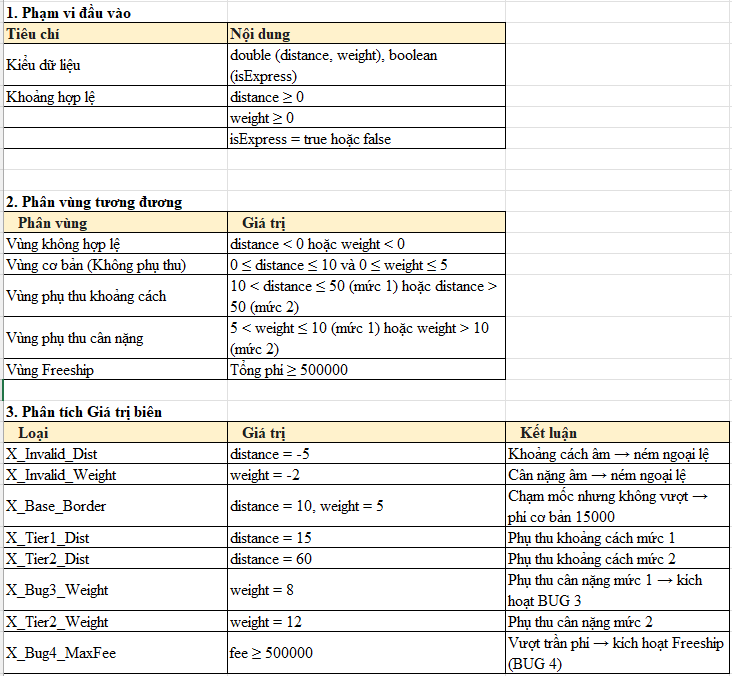 1. Phạm vi đầu vào
Tiêu chí Nội dung
Kiểu dữ liệu double (distance, weight), boolean
(isExpress)
Khoảng hợp lệ distance ≥ 0
weight ≥ 0
isExpress = true hoặc false
2. Phân vùng tương đương
Phân vùng Giá trị
Vùng không hợp lệ distance < 0 hoặc weight < 0
Vùng cơ bản (Không phụ thu) 0 ≤ distance ≤ 10 và 0 ≤ weight ≤ 5
Vùng phụ thu khoảng cách 10 < distance ≤ 50 (mức 1) hoặc distance >
50 (mức 2)
Vùng phụ thu cân nặng 5 < weight ≤ 10 (mức 1) hoặc weight > 10
(mức 2)
Vùng Freeship Tổng phí ≥ 500000
3. Phân tích Giá trị biên
Loại Giá trị Kết luận
X_Invalid_Dist distance = -5 Khoảng cách âm → ném ngoại lệ
X_Invalid_Weight weight = -2 Cân nặng âm → ném ngoại lệ
X_Base_Border distance = 10, weight = 5 Chạm mốc nhưng không vượt →
phí cơ bản 15000
X_Tier1_Dist distance = 15 Phụ thu khoảng cách mức 1
X_Tier2_Dist distance = 60 Phụ thu khoảng cách mức 2
X_Bug3_Weight weight = 8 Phụ thu cân nặng mức 1 → kích
hoạt BUG 3
X_Tier2_Weight weight = 12 Phụ thu cân nặng mức 2
X_Bug4_MaxFee fee ≥ 500000 Vượt trần phí → kích hoạt Freeship
(BUG 4)